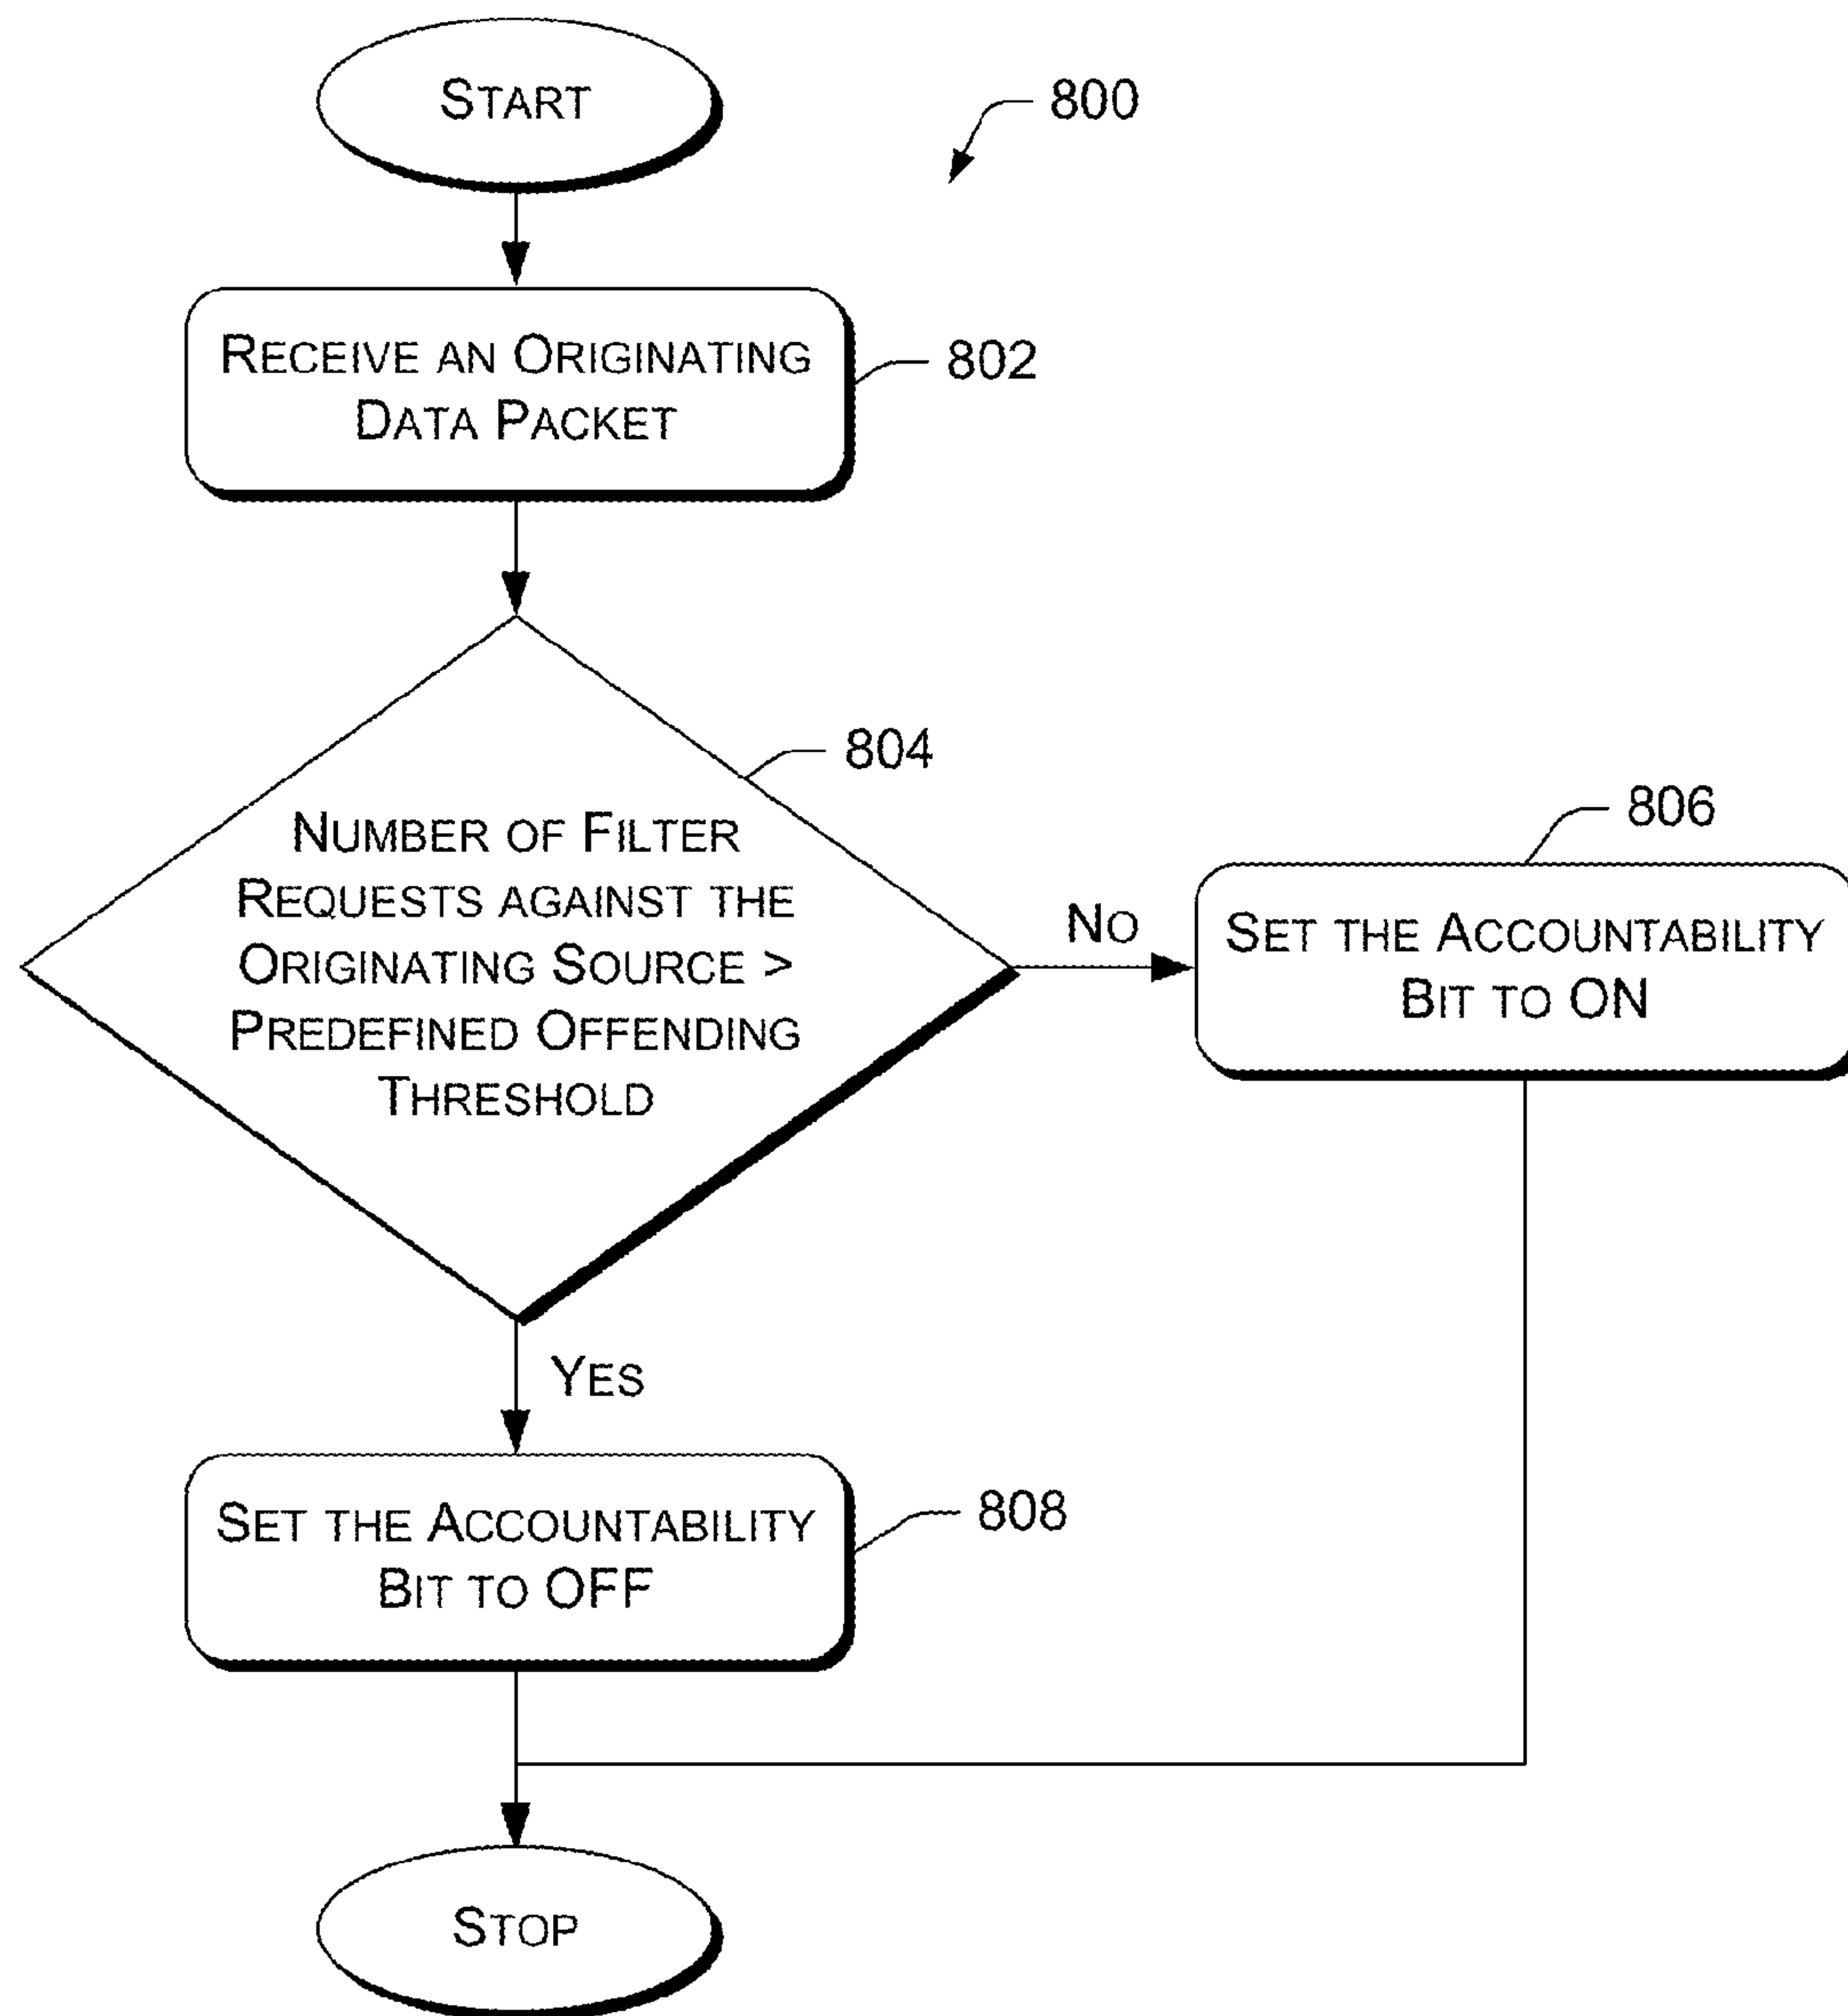 START
800
RECEIVE AN ORIGINATING
DATA PACKET
802
804
NUMBER OF FILTER
REQUESTS AGAINST THE
ORIGINATING SOURCE >
PREDEFINED OFFENDING
THRESHOLD
NO
806
SET THE ACCOUNTABILITY
BIT TO ON
YES
SET THE ACCOUNTABILITY
BIT TO OFF
808
STOP